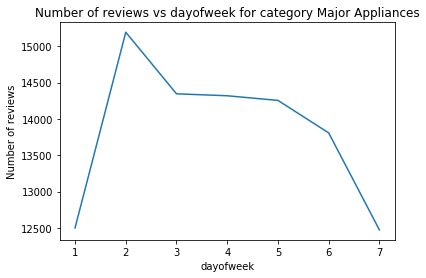 Number of reviews vs dayofweek for category Major Appliances
Number of reviews
15000
14500
14000
13500
13000
12500
1 2 3 4 5 6 7
dayofweek